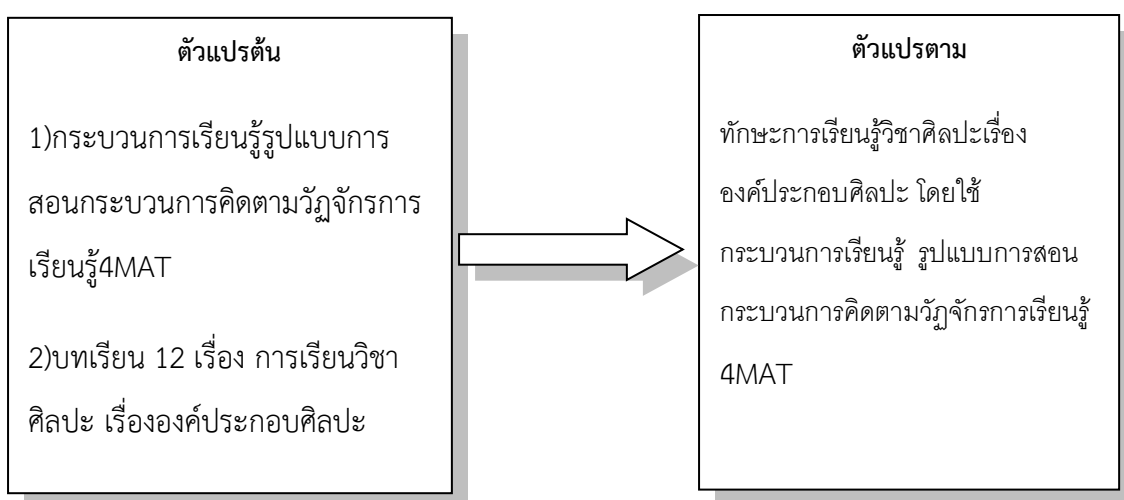 ตัวแปรต้น
1)กระบวนการเรียนรู้รูปแบบการ
สอนกระบวนการคิดตามวัฏจักรการ
เรียนรู้4MAT
2)บทเรียน 12 เรื่อง การเรียนวิชา
ศิลปะ เรื่ององค์ประกอบศิลปะ
ตัวแปรตาม
ทักษะการเรียนรู้วิชาศิลปะเรื่อง
องค์ประกอบศิลปะ โดยใช้
กระบวนการเรียนรู้ รูปแบบการสอน
กระบวนการคิดตามวัฏจักรการเรียนรู้
4MAT